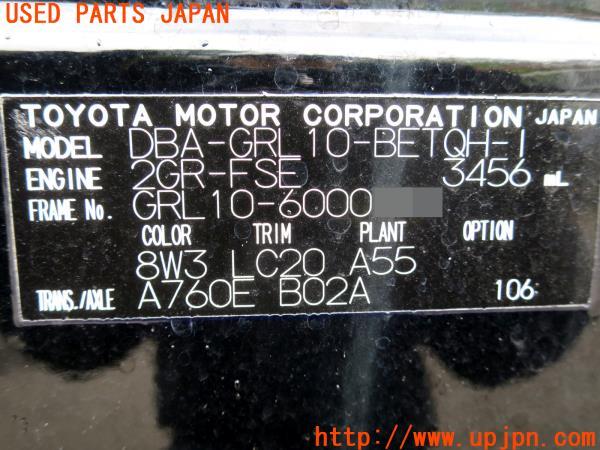 USED PARTS JAPAN
TOYOTA MOTOR CORPORATION JAPAN
MODEL DBA-GRL10-BETQH-I
ENGINE 2GR-FSE 3456 mL
FRAME No. GRL10-6000
COLOR TRIM PLANT OPTION
8W3 LC20 A55
TRANS./AXLE A760E B02A 106
http://www.upjpn.com